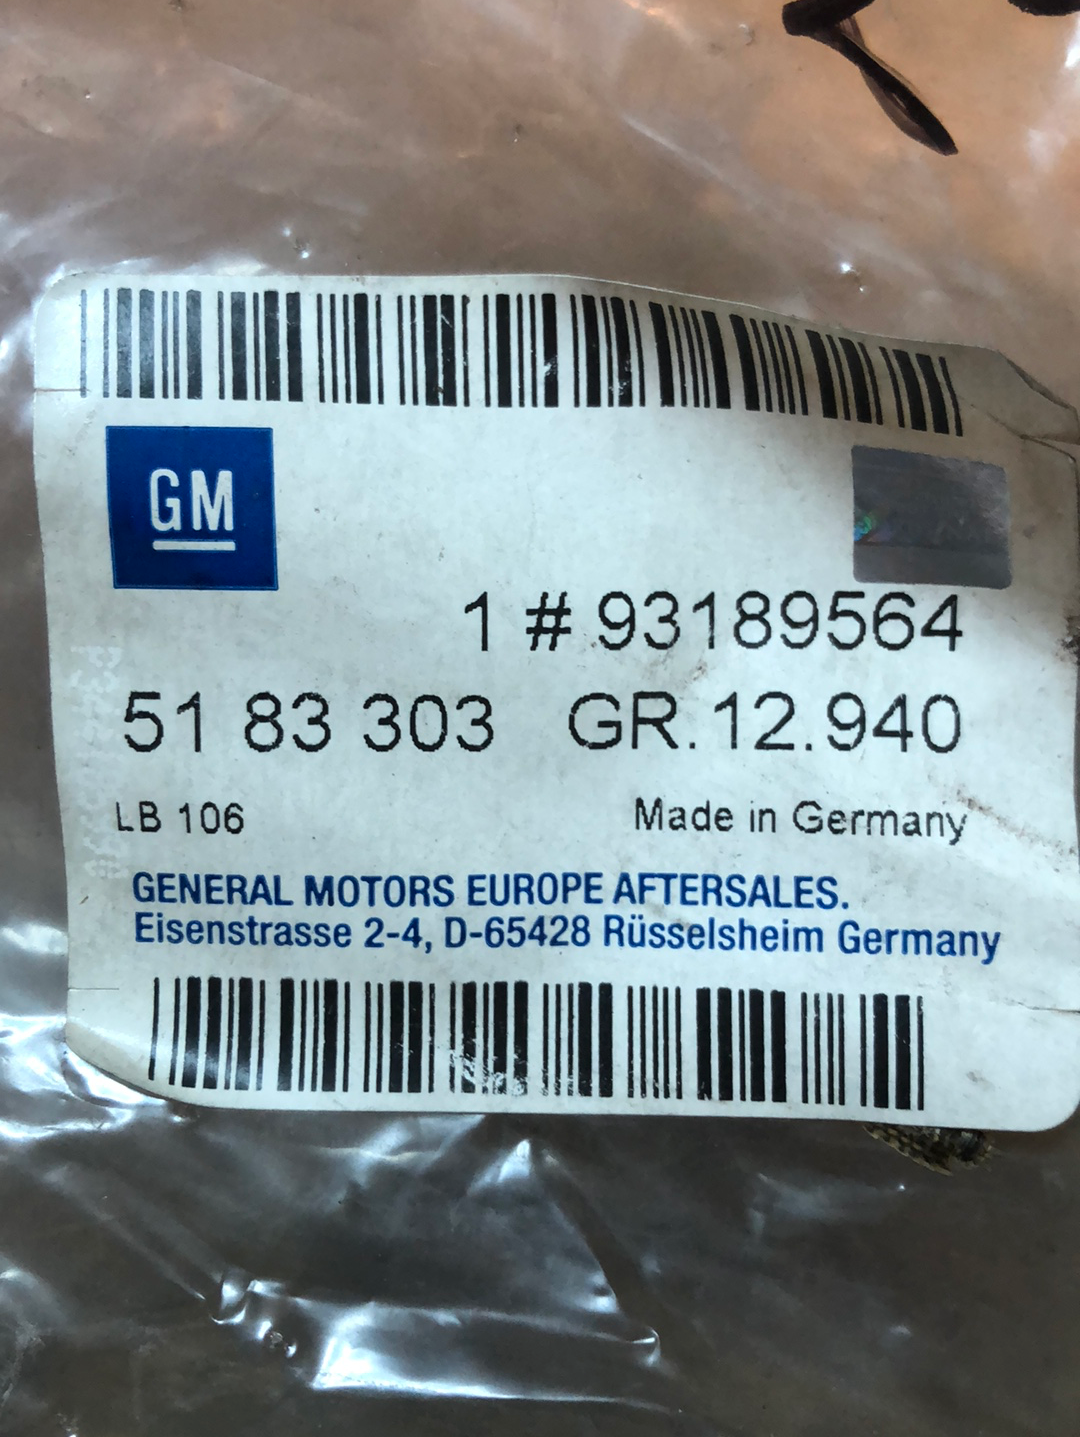 GM
1 # 93189564
51 83 303 GR. 12.940
LB 106 Made in Germany
GENERAL MOTORS EUROPE AFTERSALES.
Eisenstrasse 2-4, D-65428 Rüsselsheim Germany